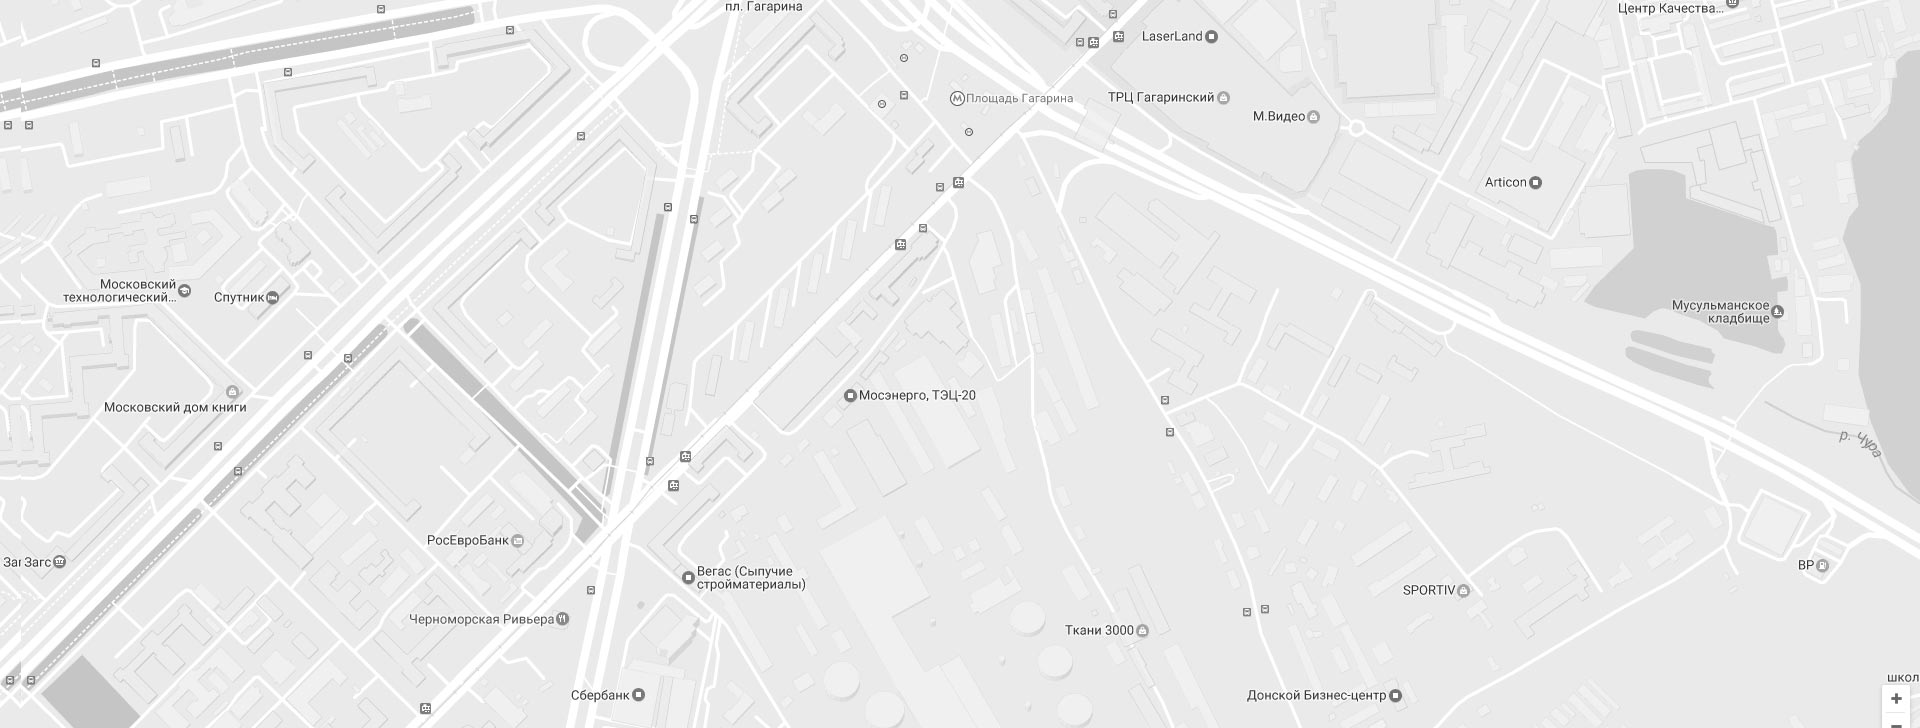 пл. Гагарина
Центр Качества...
LaserLand
Площадь Гагарина
ТРЦ Гагаринский
М.Видео
Articon
Московский
технологический...
Спутник
Мусульманское
кладбище
Московский дом книги
Мосэнерго, ТЭЦ-20
р. Чура
РосЕвроБанк
Заг Загс
Вегас (Сыпучие
стройматериалы)
BP
SPORTIV
Черноморская Ривьера
Ткани 3000
Сбербанк
Донской Бизнес-центр
школ